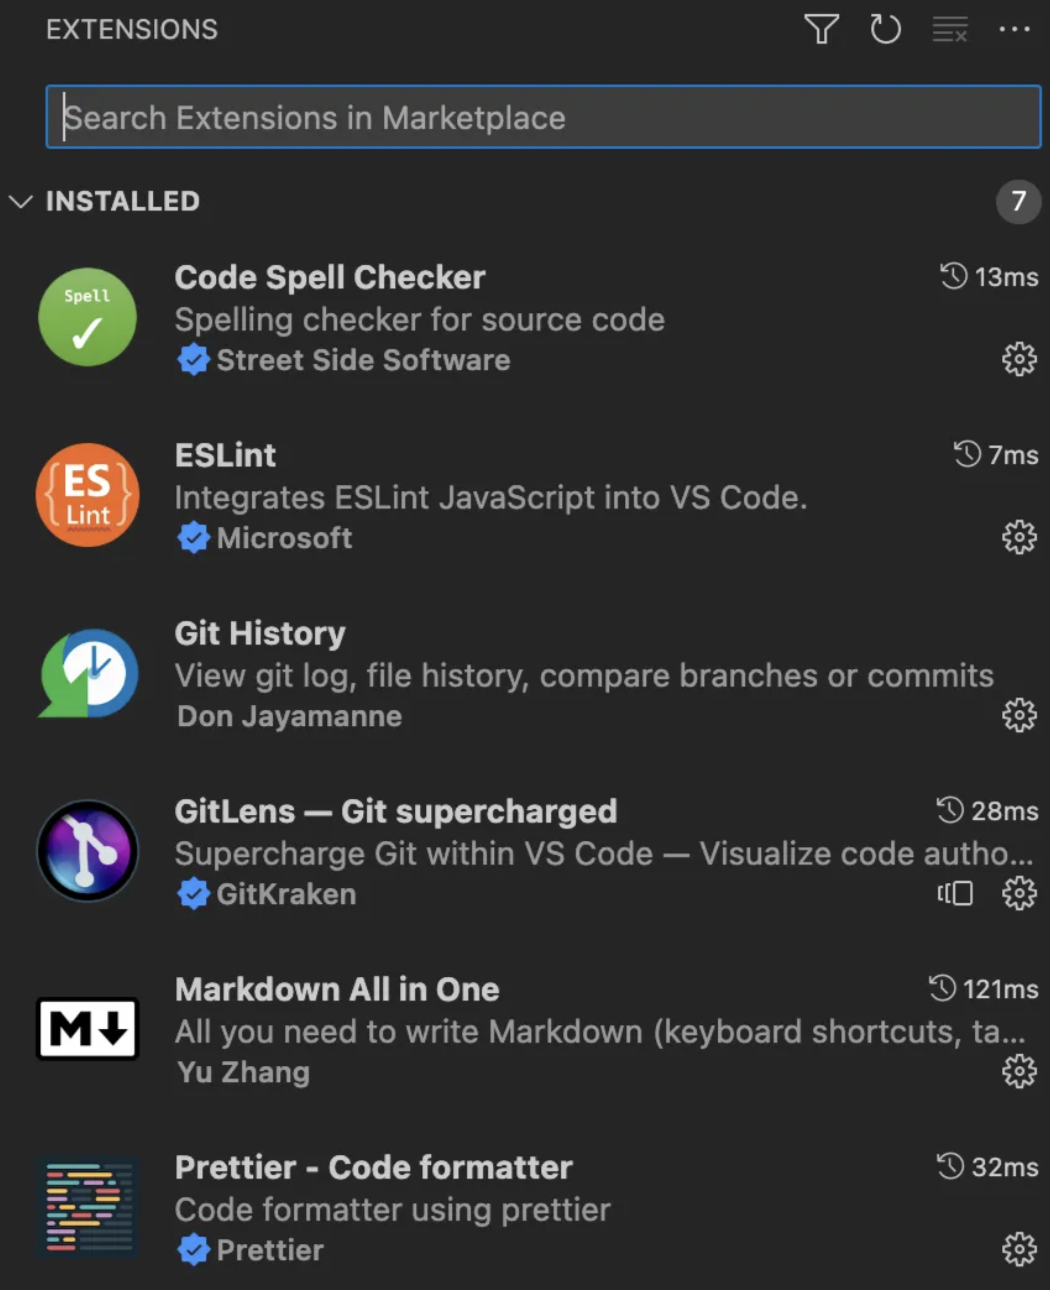 EXTENSIONS
Search Extensions in Marketplace
INSTALLED
7
Spell
Code Spell Checker
13ms
Spelling checker for source code
Street Side Software
ES
Lint
ESLint
7ms
Integrates ESLint JavaScript into VS Code.
Microsoft
Git History
View git log, file history, compare branches or commits
Don Jayamanne
GitLens — Git supercharged
28ms
Supercharge Git within VS Code — Visualize code autho...
GitKraken
M
Markdown All in One
121ms
All you need to write Markdown (keyboard shortcuts, ta...
Yu Zhang
Prettier - Code formatter
32ms
Code formatter using prettier
Prettier